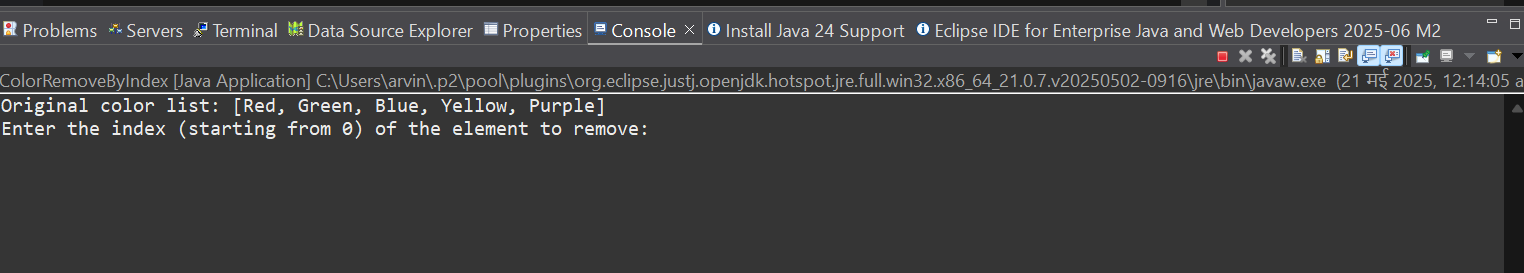 Problems Servers Terminal Data Source Explorer Properties Console Install Java 24 Support Eclipse IDE for Enterprise Java and Web Developers 2025-06 M2
ColorRemoveByIndex [Java Application] C:\Users\arvin\.p2\pool\plugins\org.eclipse.justj.openjdk.hotspot.jre.full.win32.x86_64_21.0.7.v20250502-0916\jre\bin\javaw.exe (21 मई 2025, 12:14:05 a
Original color list: [Red, Green, Blue, Yellow, Purple]
Enter the index (starting from 0) of the element to remove: